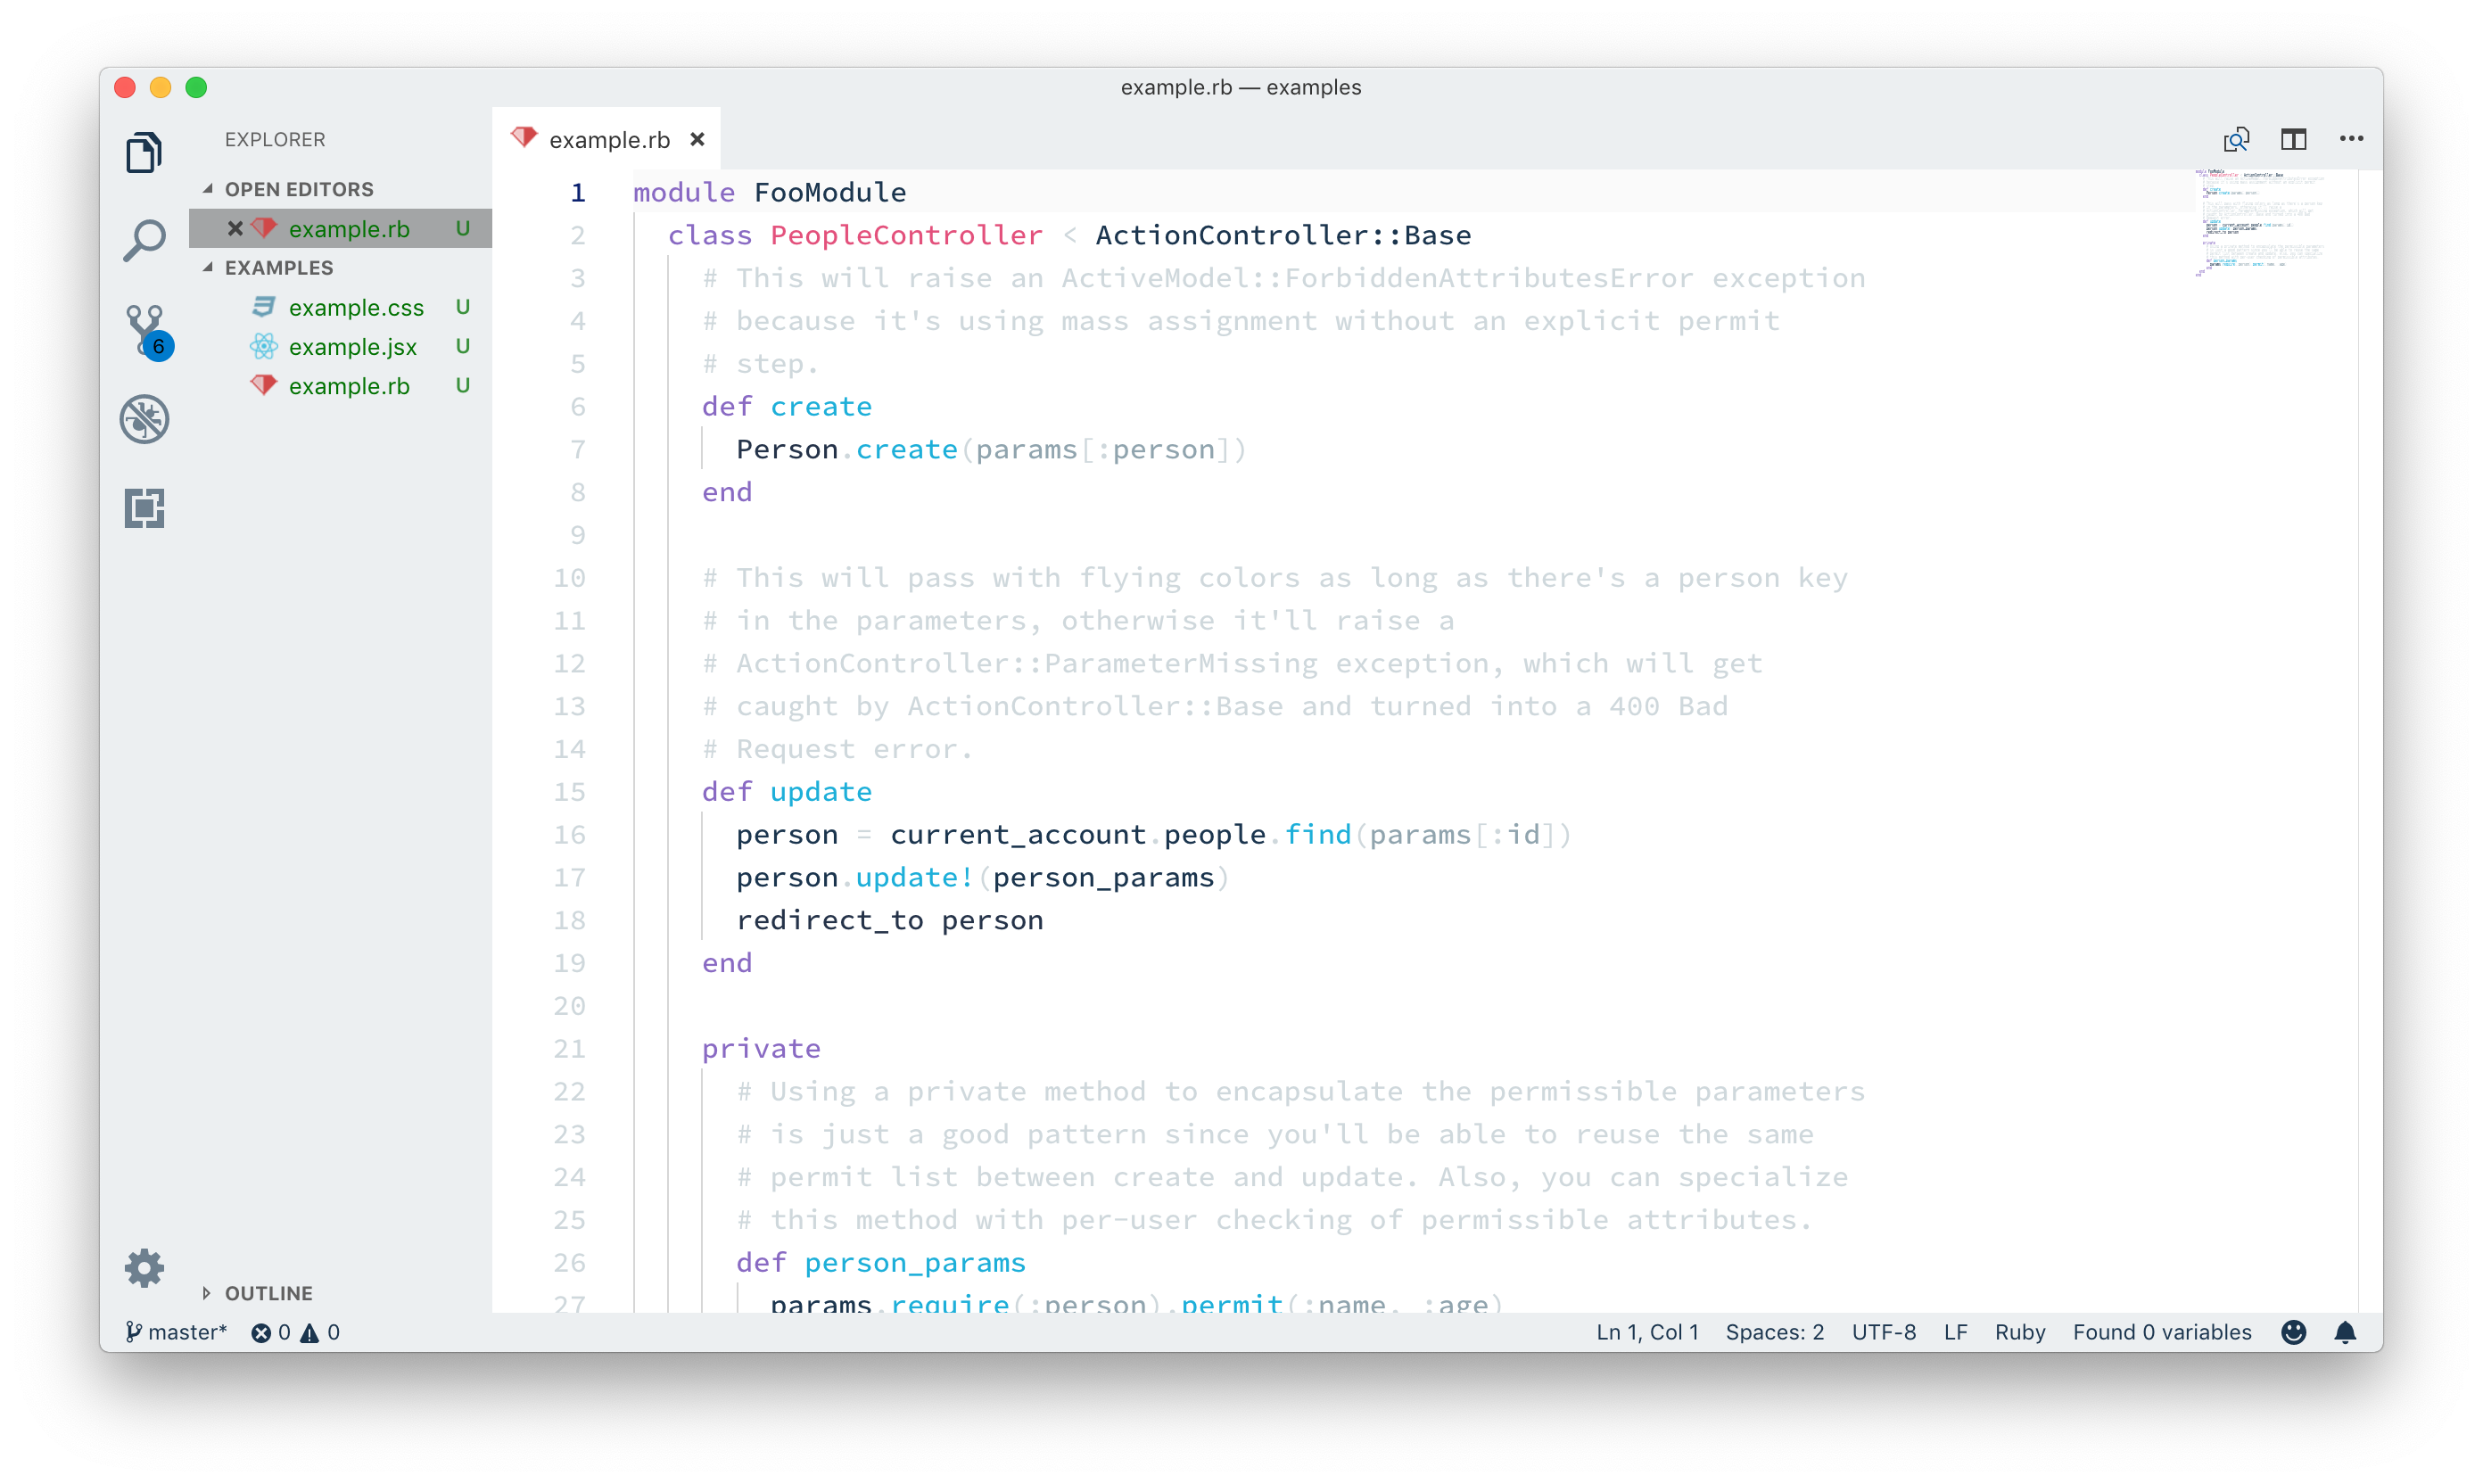 example.rb — examples
EXPLORER
OPEN EDITORS
example.rb U
EXAMPLES
example.css U
example.jsx U
example.rb U
6
OUTLINE
example.rb
1 module FooModule
2 class PeopleController < ActionController::Base
3 # This will raise an ActiveModel::ForbiddenAttributesError exception
4 # because it's using mass assignment without an explicit permit
5 # step.
6 def create
7 Person.create(params[:person])
8 end
9
10 # This will pass with flying colors as long as there's a person key
11 # in the parameters, otherwise it'll raise a
12 # ActionController::ParameterMissing exception, which will get
13 # caught by ActionController::Base and turned into a 400 Bad
14 # Request error.
15 def update
16 person = current_account.people.find(params[:id])
17 person.update!(person_params)
18 redirect_to person
19 end
20
21 private
22 # Using a private method to encapsulate the permissible parameters
23 # is just a good pattern since you'll be able to reuse the same
24 # permit list between create and update. Also, you can specialize
25 # this method with per-user checking of permissible attributes.
26 def person_params
27 params.require(:person).permit(:name, :age)
master* 0 0
Ln 1, Col 1 Spaces: 2 UTF-8 LF Ruby Found 0 variables